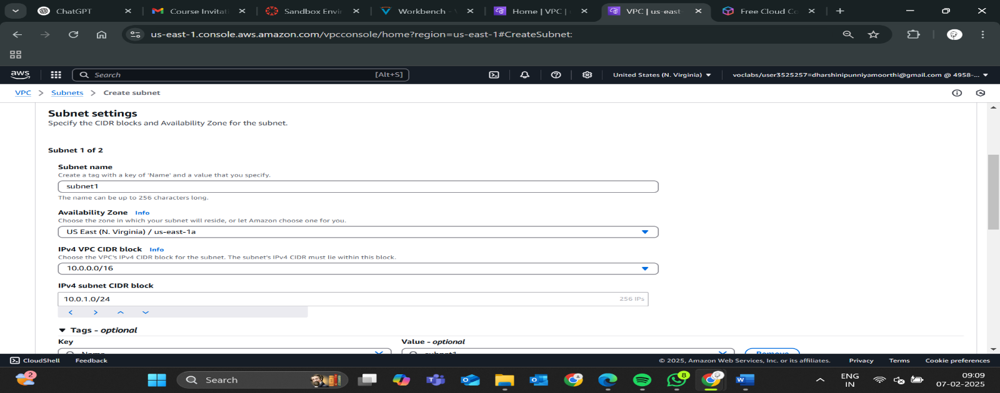 ChatGPT
Course Invitat
Sandbox Envir
Workbench -
Home | VPC |
VPC | us-east-
Free Cloud Co
us-east-1.console.aws.amazon.com/vpcconsole/home?region=us-east-1#CreateSubnet:
aws
Search
[Alt+S]
United States (N. Virginia)
voclabs/user3525257=dharshinipunniyamoorthi@gmail.com @ 4958-...
VPC > Subnets > Create subnet
Subnet settings
Specify the CIDR blocks and Availability Zone for the subnet.
Subnet 1 of 2
Subnet name
Create a tag with a key of 'Name' and a value that you specify.
subnet1
The name can be up to 256 characters long.
Availability Zone Info
Choose the zone in which your subnet will reside, or let Amazon choose one for you.
US East (N. Virginia) / us-east-1a
IPv4 VPC CIDR block Info
Choose the VPC's IPv4 CIDR block for the subnet. The subnet's IPv4 CIDR must lie within this block.
10.0.0.0/16
IPv4 subnet CIDR block
10.0.1.0/24
256 IPs
Tags - optional
Key
Value - optional
Name
subnet1
Remove
CloudShell
Feedback
© 2025, Amazon Web Services, Inc. or its affiliates.
Privacy
Terms
Cookie preferences
2
Search
8
ENG
IN
09:09
07-02-2025